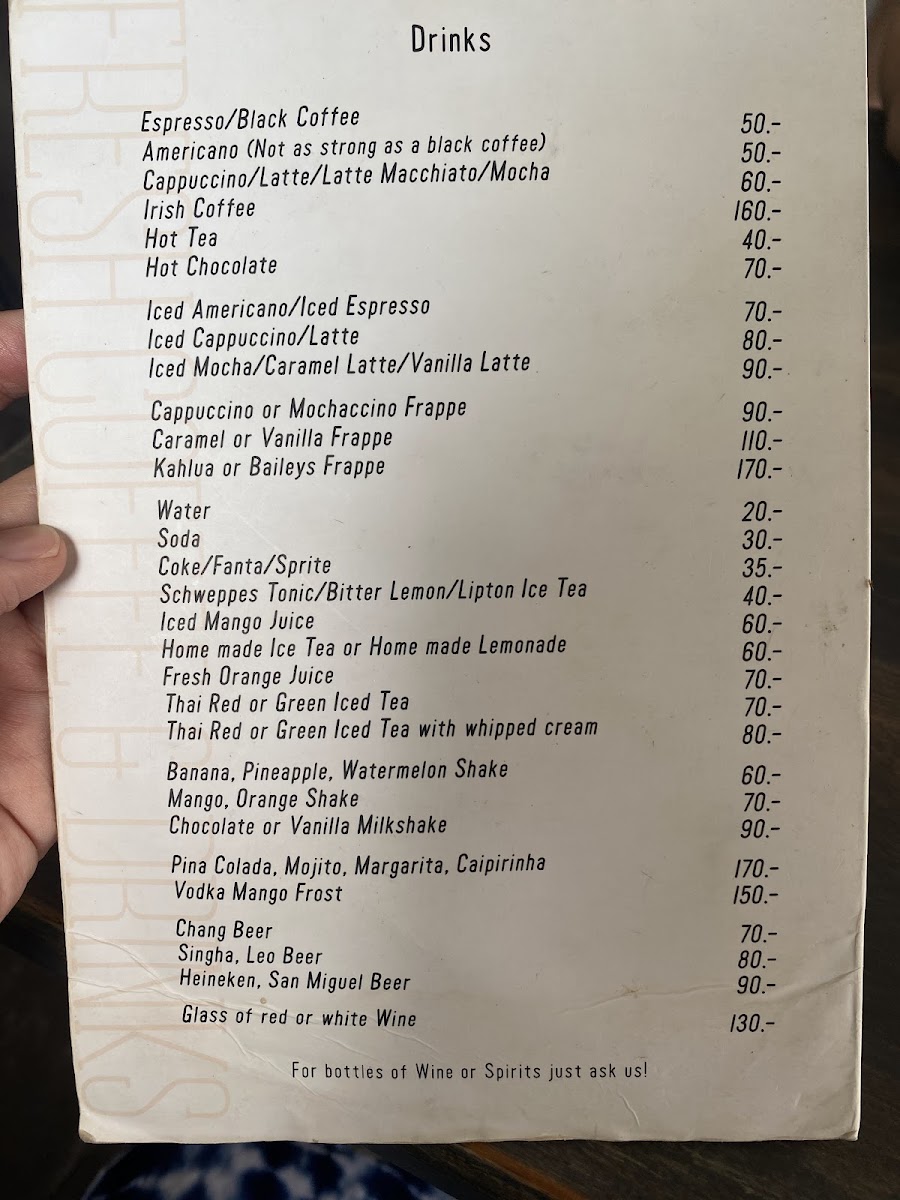 Drinks
Espresso/Black Coffee 50.-
Americano (Not as strong as a black coffee) 50.-
Cappuccino/Latte/Latte Macchiato/Mocha 60.-
Irish Coffee 160.-
Hot Tea 40.-
Hot Chocolate 70.-
Iced Americano/Iced Espresso 70.-
Iced Cappuccino/Latte 80.-
Iced Mocha/Caramel Latte/Vanilla Latte 90.-
Cappuccino or Mochaccino Frappe 90.-
Caramel or Vanilla Frappe 110.-
Kahlua or Baileys Frappe 170.-
Water 20.-
Soda 30.-
Coke/Fanta/Sprite 35.-
Schweppes Tonic/Bitter Lemon/Lipton Ice Tea 40.-
Iced Mango Juice 60.-
Home made Ice Tea or Home made Lemonade 60.-
Fresh Orange Juice 70.-
Thai Red or Green Iced Tea 70.-
Thai Red or Green Iced Tea with whipped cream 80.-
Banana, Pineapple, Watermelon Shake 60.-
Mango, Orange Shake 70.-
Chocolate or Vanilla Milkshake 90.-
Pina Colada, Mojito, Margarita, Caipirinha 170.-
Vodka Mango Frost 150.-
Chang Beer 70.-
Singha, Leo Beer 80.-
Heineken, San Miguel Beer 90.-
Glass of red or white Wine 130.-
For bottles of Wine or Spirits just ask us!